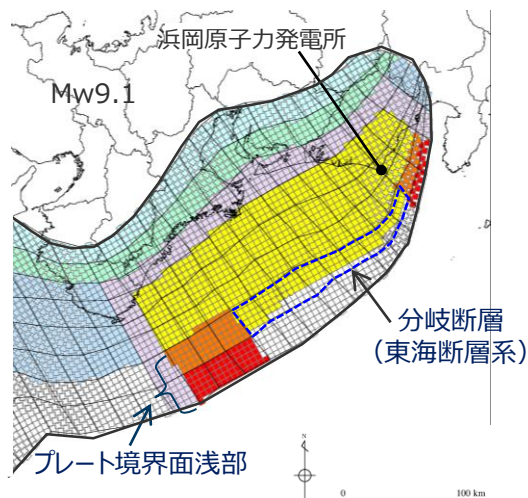 浜岡原子力発電所
Mw9.1
分岐断層
（東海断層系）
プレート境界面浅部
N
0 100 km